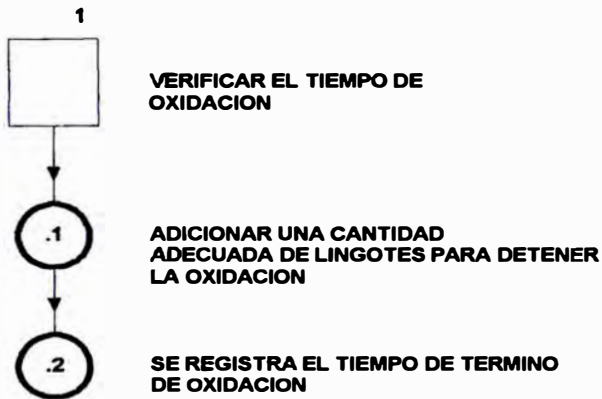 1
VERIFICAR EL TIEMPO DE
OXIDACION
.1
ADICIONAR UNA CANTIDAD
ADECUADA DE LINGOTES PARA DETENER
LA OXIDACION
.2
SE REGISTRA EL TIEMPO DE TERMINO
DE OXIDACION